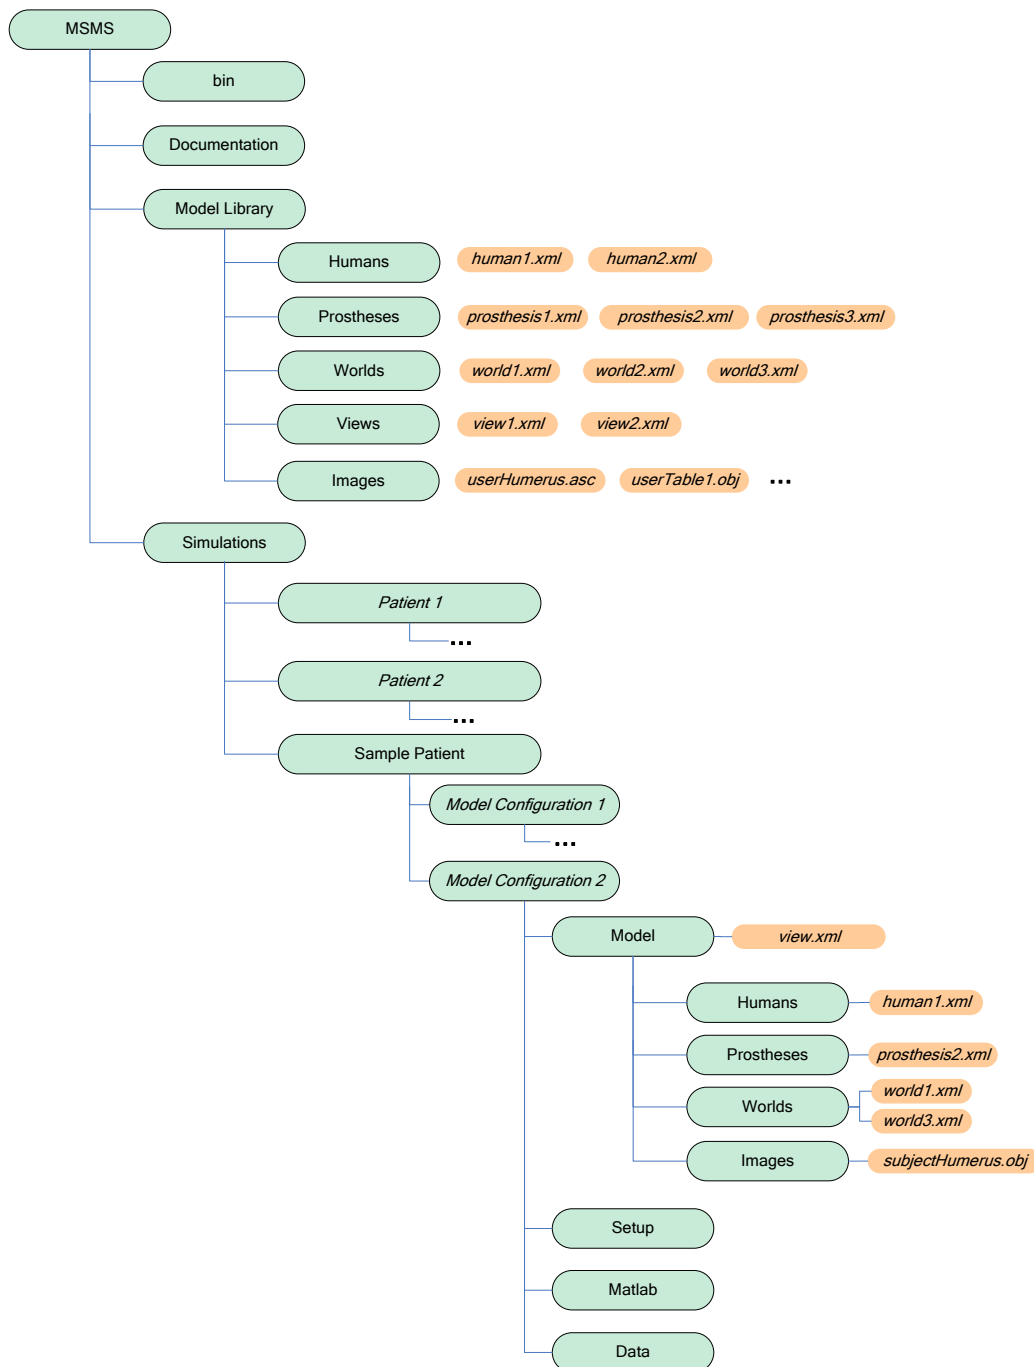 MSMS
bin
Documentation
Model Library
Humans human1.xml human2.xml
Prostheses prosthesis1.xml prosthesis2.xml prosthesis3.xml
Worlds world1.xml world2.xml world3.xml
Views view1.xml view2.xml
Images userHumerus.asc userTable1.obj ...
Simulations
Patient 1
...
Patient 2
...
Sample Patient
Model Configuration 1
...
Model Configuration 2
Model view.xml
Humans human1.xml
Prostheses prosthesis2.xml
world1.xml
Worlds
world3.xml
Images subjectHumerus.obj
Setup
Matlab
Data